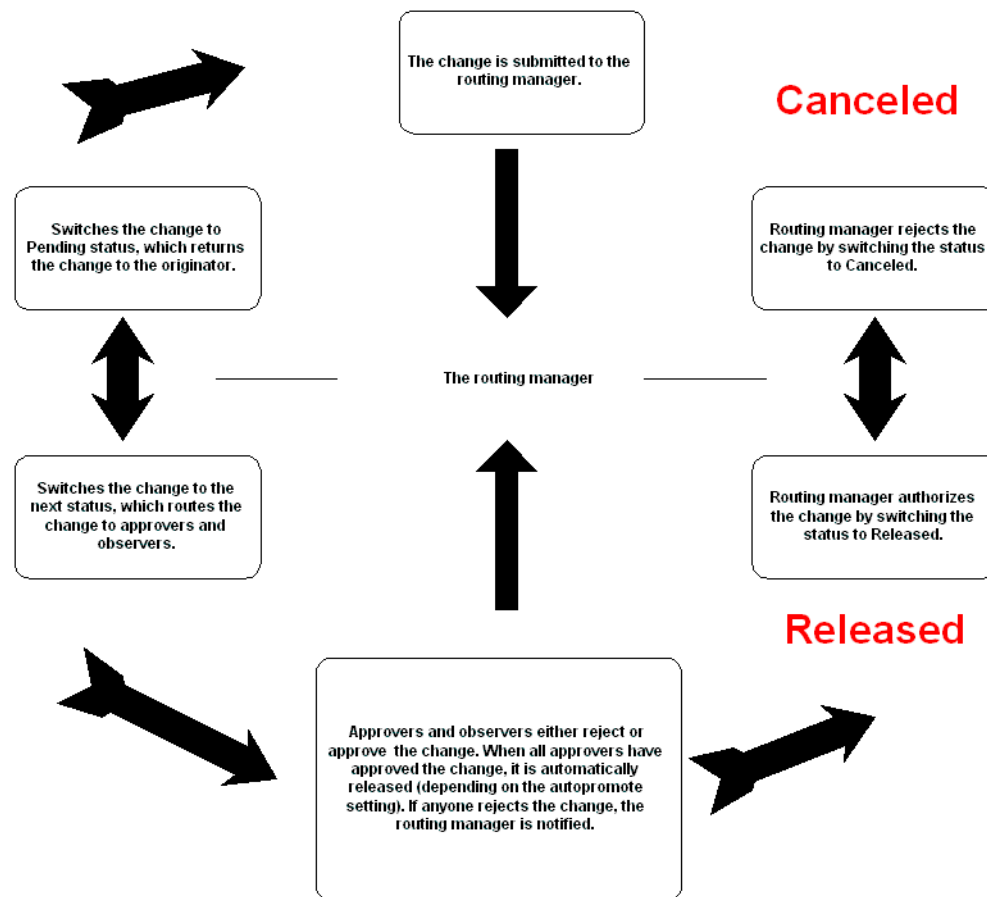 The change is submitted to the
routing manager.
Canceled
Switches the change to
Pending status, which returns
the change to the originator.
Routing manager rejects the
change by switching the status
to Canceled.
The routing manager
Switches the change to the
next status, which routes the
change to approvers and
observers.
Routing manager authorizes
the change by switching the
status to Released.
Released
Approvers and observers either reject or
approve the change. When all approvers have
approved the change, it is automatically
released (depending on the autopromote
setting). If anyone rejects the change, the
routing manager is notified.